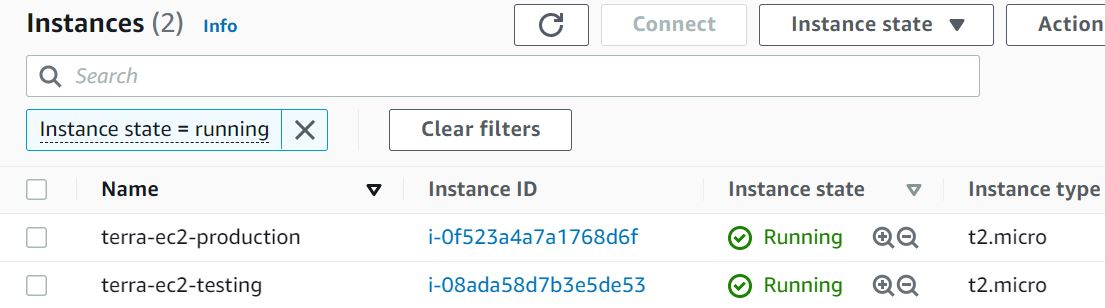 Instances (2) Info Connect Instance state Action
Search
Instance state = running Clear filters
Name Instance ID Instance state Instance type
terra-ec2-production i-0f523a4a7a1768d6f Running t2.micro
terra-ec2-testing i-08ada58d7b3e5de53 Running t2.micro